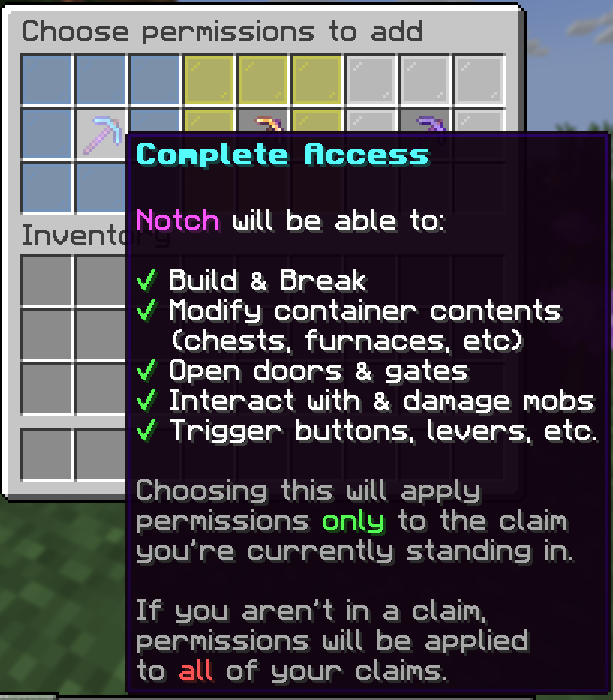 Choose permissions to add
Complete Access
Notch will be able to:
✓ Build & Break
✓ Modify container contents
(chests, furnaces, etc)
✓ Open doors & gates
✓ Interact with & damage mobs
✓ Trigger buttons, levers, etc.
Choosing this will apply
permissions only to the claim
you're currently standing in.
If you aren't in a claim,
permissions will be applied
to all of your claims.
Inventory